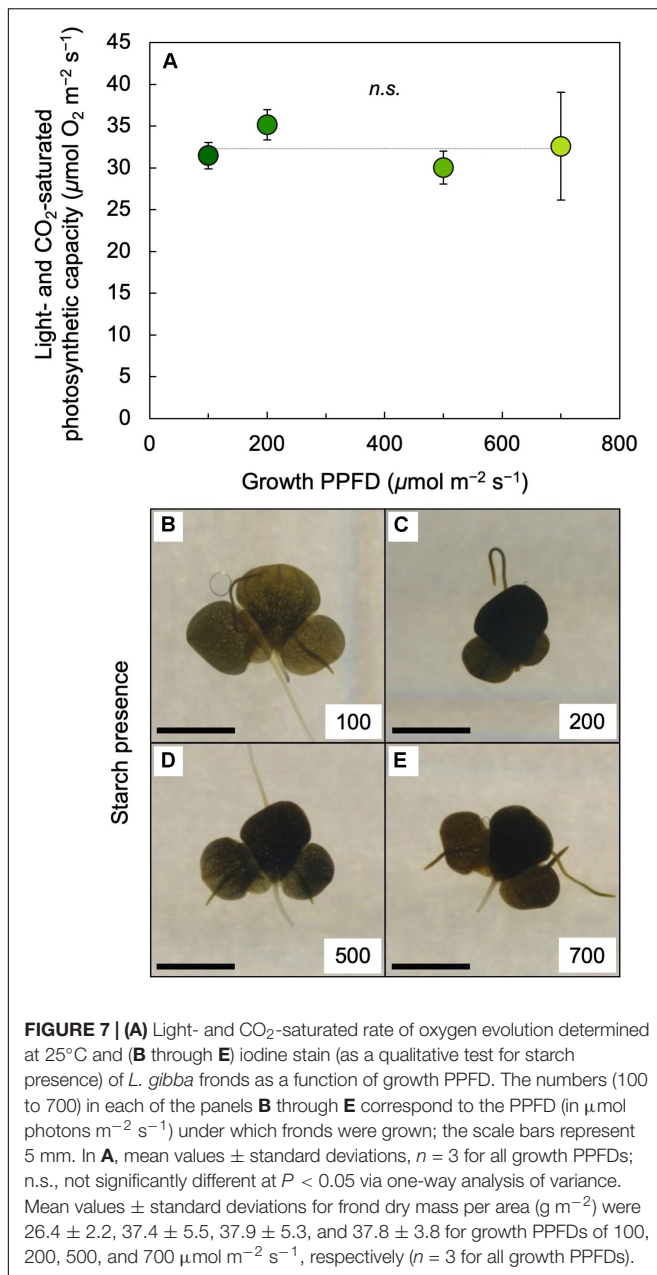 45
40
35
30
25
20
15
10
5
0
A
n.s.
Light- and CO₂-saturated
photosynthetic capacity (µmol O₂ m⁻² s⁻¹)
0 200 400 600 800
Growth PPFD (µmol m⁻² s⁻¹)
Starch presence
B
100
C
200
D
500
E
700
FIGURE 7 | (A) Light- and CO₂-saturated rate of oxygen evolution determined
at 25°C and (B through E) iodine stain (as a qualitative test for starch
presence) of L. gibba fronds as a function of growth PPFD. The numbers (100
to 700) in each of the panels B through E correspond to the PPFD (in µmol
photons m⁻² s⁻¹) under which fronds were grown; the scale bars represent
5 mm. In A, mean values ± standard deviations, n = 3 for all growth PPFDs;
n.s., not significantly different at P < 0.05 via one-way analysis of variance.
Mean values ± standard deviations for frond dry mass per area (g m⁻²) were
26.4 ± 2.2, 37.4 ± 5.5, 37.9 ± 5.3, and 37.8 ± 3.8 for growth PPFDs of 100,
200, 500, and 700 µmol m⁻² s⁻¹, respectively (n = 3 for all growth PPFDs).